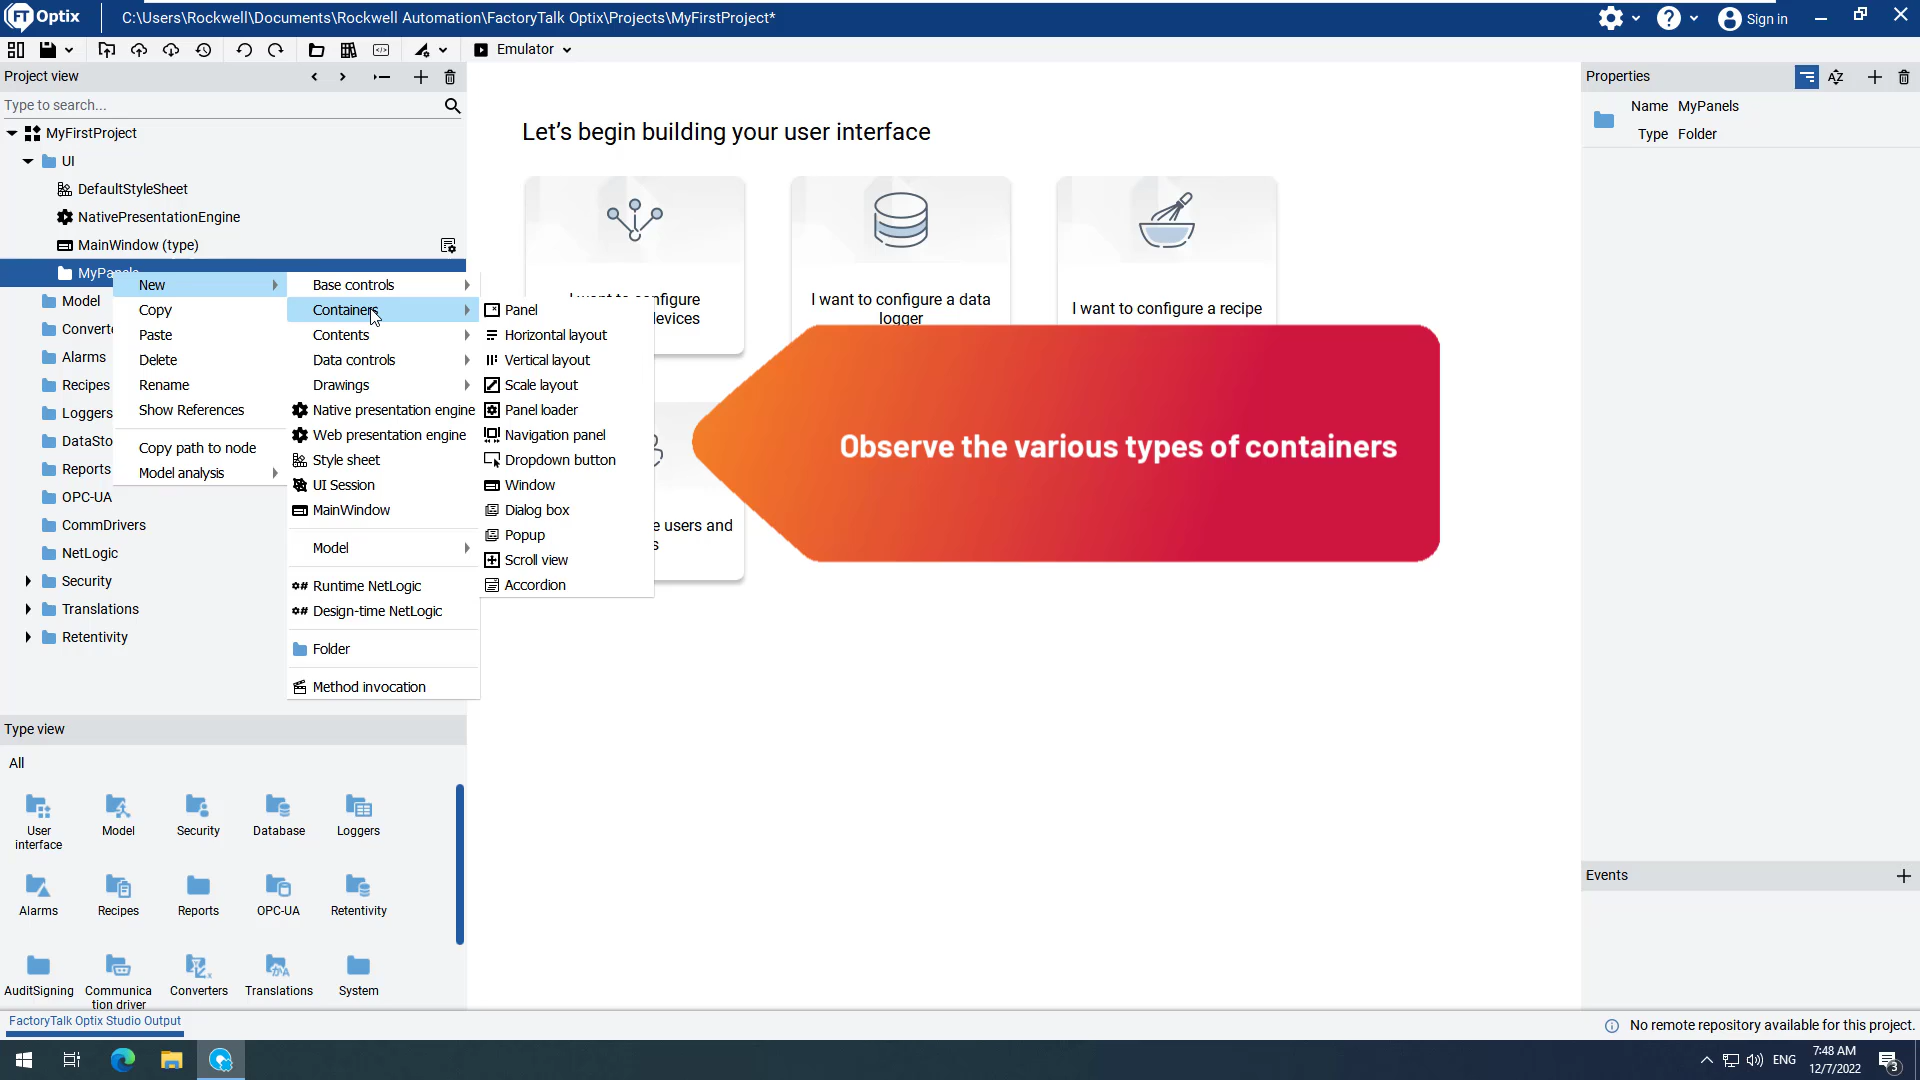 FT Optix
C:\Users\Rockwell\Documents\Rockwell Automation\FactoryTalk Optix\Projects\MyFirstProject*
Sign in
Emulator
Project view
Type to search...
MyFirstProject
UI
DefaultStyleSheet
NativePresentationEngine
MainWindow (type)
Model
Alarms
Recipes
Loggers
Reports
OPC-UA
CommDrivers
NetLogic
Security
Translations
Retentivity
New
Copy
Paste
Delete
Rename
Show References
Copy path to node
Model analysis
Base controls
Containers
Contents
Data controls
Drawings
Native presentation engine
Web presentation engine
Style sheet
UI Session
MainWindow
Model
Runtime NetLogic
Design-time NetLogic
Folder
Method invocation
Panel
Horizontal layout
Vertical layout
Scale layout
Panel loader
Navigation panel
Dropdown button
Window
Dialog box
Popup
Scroll view
Accordion
Let's begin building your user interface
I want to configure a data
logger
I want to configure a recipe
users and
Observe the various types of containers
Type view
All
User
interface
Model
Security
Database
Loggers
Alarms
Recipes
Reports
OPC-UA
Retentivity
AuditSigning
Communica
tion driver
Converters
Translations
System
FactoryTalk Optix Studio Output
Properties
Name MyPanels
Type Folder
Events
No remote repository available for this project.
ENG
7:48 AM
12/7/2022
3